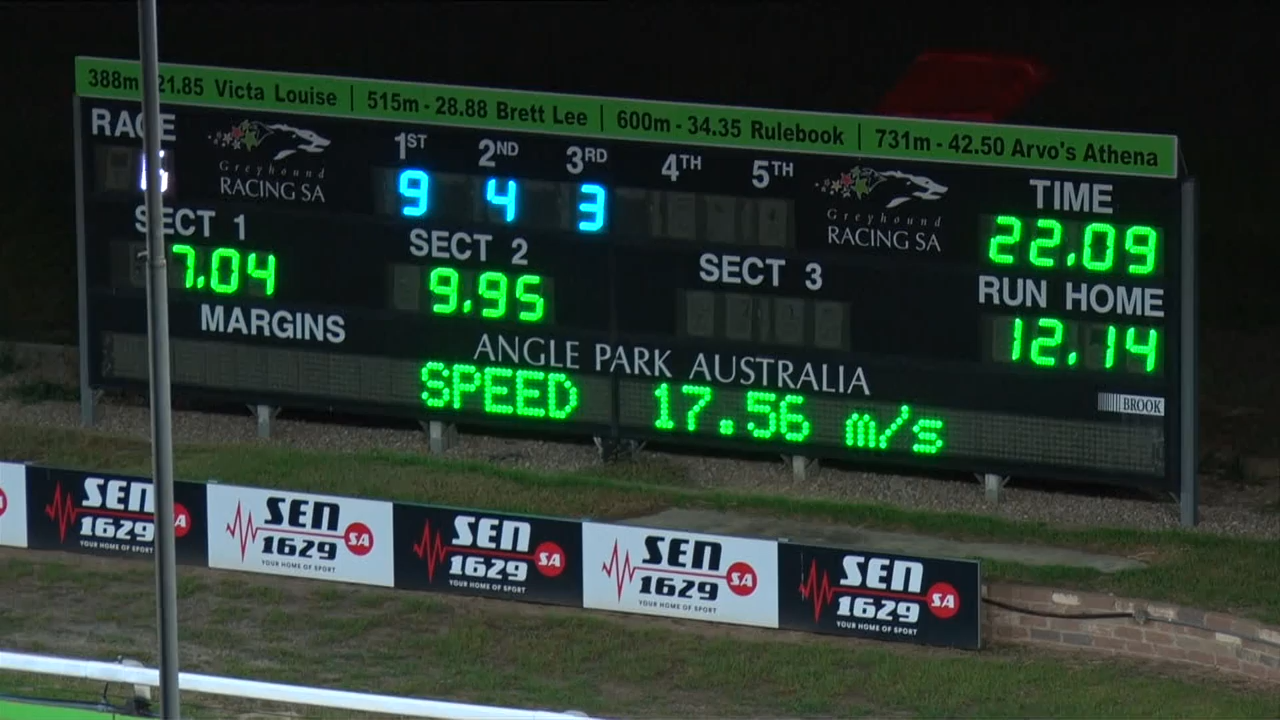 388m 21.85 Victa Louise | 515m - 28.88 Brett Lee | 600m - 34.35 Rulebook | 731m - 42.50 Arvo's Athena
RACE
Greyhound
RACING SA
1ST 2ND 3RD 4TH 5TH
9 4 3
Greyhound
RACING SA
TIME
22.09
SECT 1
7.04
SECT 2
9.95
SECT 3
RUN HOME
12.14
MARGINS
ANGLE PARK AUSTRALIA
SPEED 17.56 m/s
BROOK
SEN
1629
SA
YOUR HOME OF SPORT
SEN
1629
SA
YOUR HOME OF SPORT
SEN
1629
SA
YOUR HOME OF SPORT
SEN
1629
SA
YOUR HOME OF SPORT
SEN
1629
SA
YOUR HOME OF SPORT